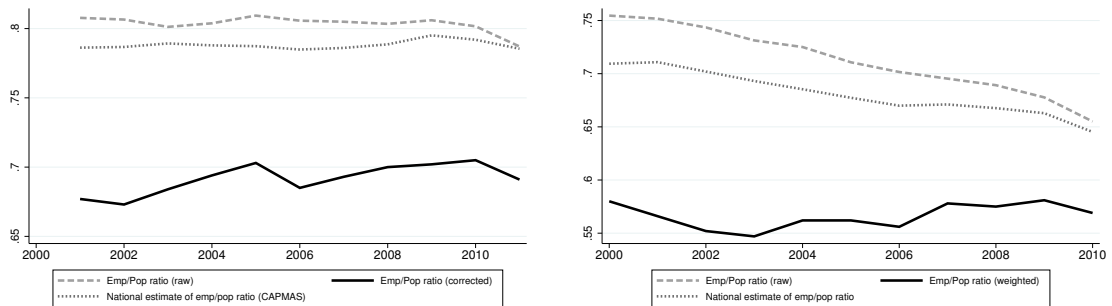 .8
.75
.7
.65
2000 2002 2004 2006 2008 2010
Emp/Pop ratio (raw) Emp/Pop ratio (corrected)
National estimate of emp/pop ratio (CAPMAS)
.75
.7
.65
.6
.55
2000 2002 2004 2006 2008 2010
Emp/Pop ratio (raw) Emp/Pop ratio (weighted)
National estimate of emp/pop ratio